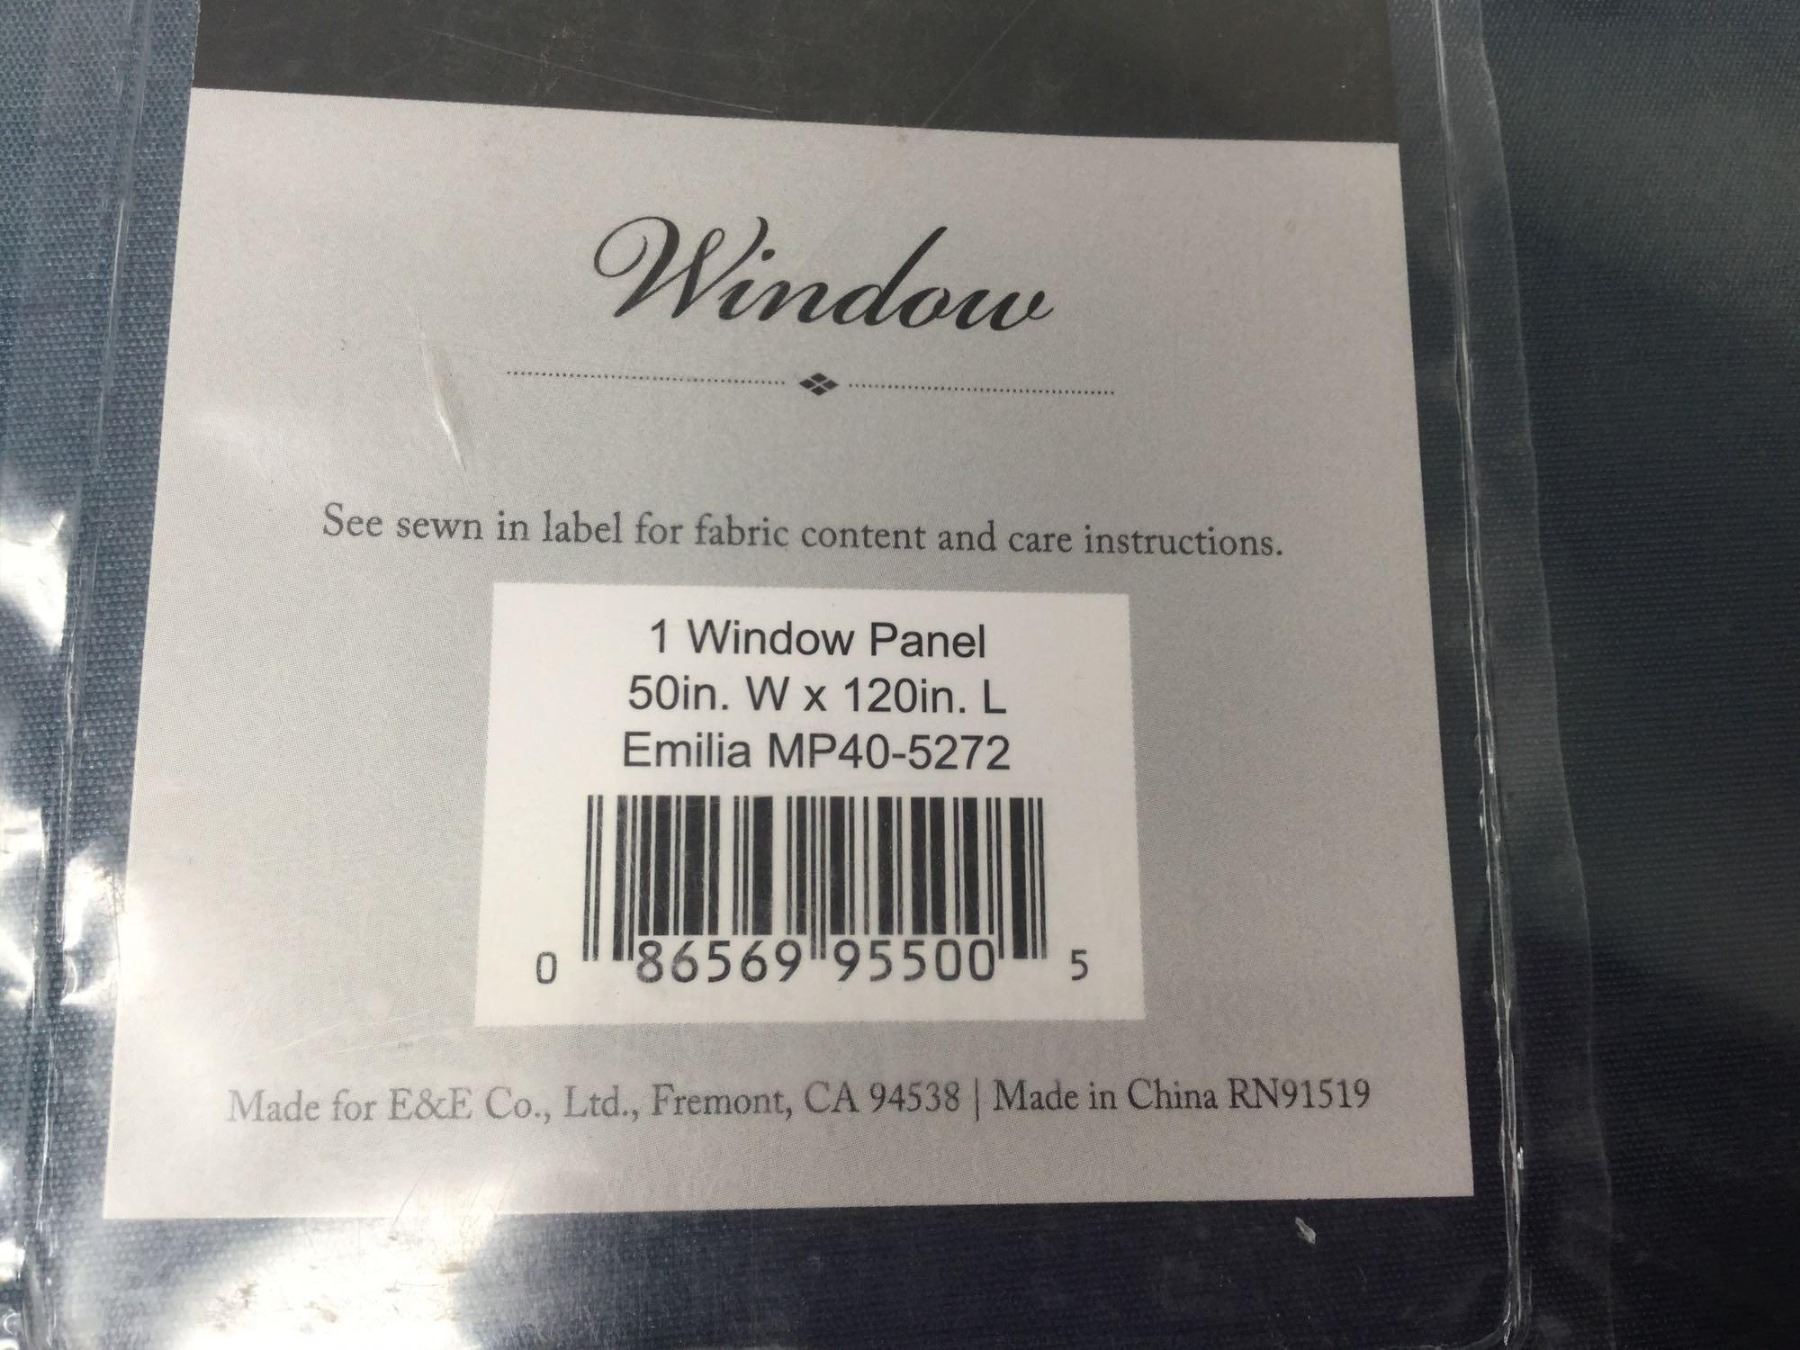 Window
See sewn in label for fabric content and care instructions.
1 Window Panel
50in. W x 120in. L
Emilia MP40-5272
0 86569 95500 5
Made for E&E Co., Ltd., Fremont, CA 94538 | Made in China RN91519